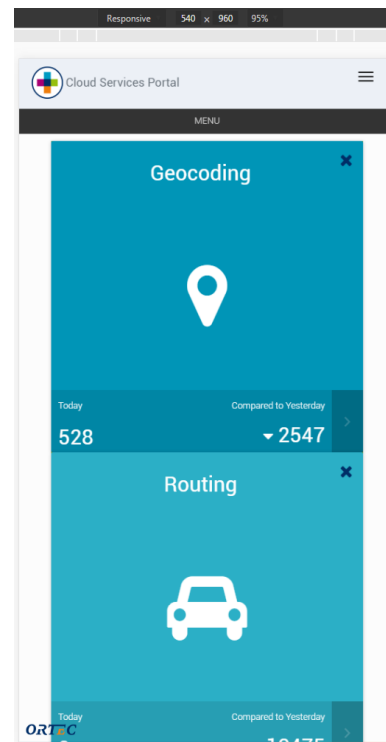 Responsive 540 × 960 95%
Cloud Services Portal
MENU
Geocoding
Today Compared to Yesterday
528 2547
Routing
Today Compared to Yesterday
ORTEC